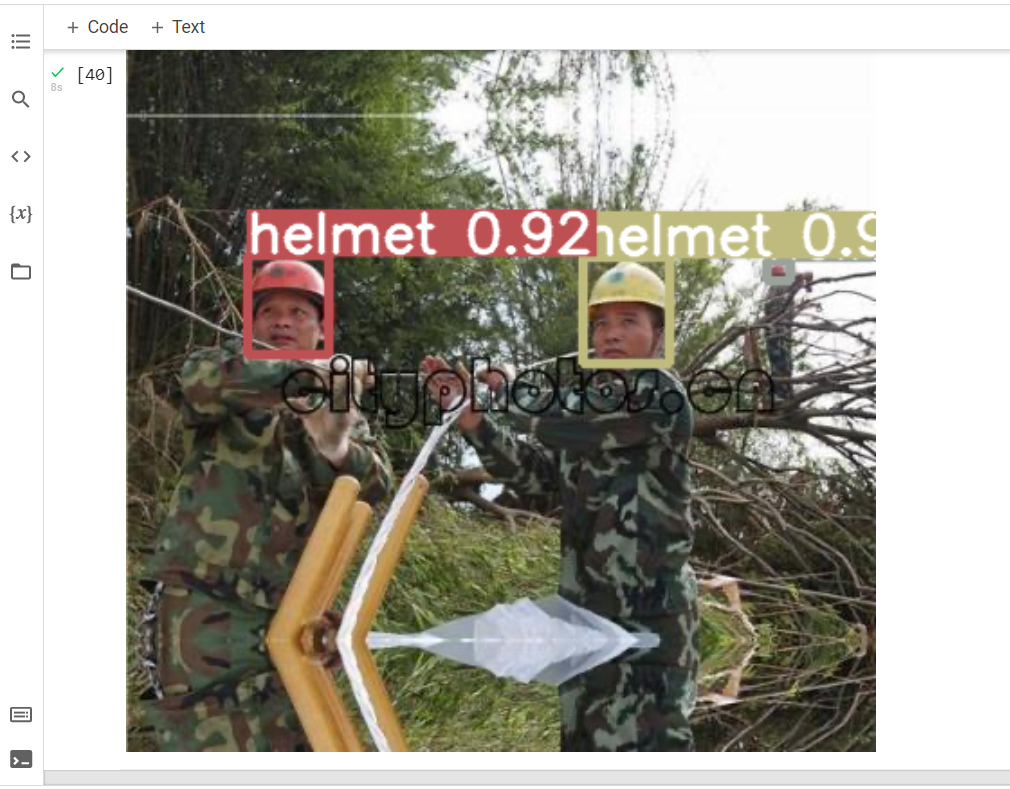 + Code + Text
8s [40]
{x}
helmet 0.92
helmet 0.9
cityphotos.cn